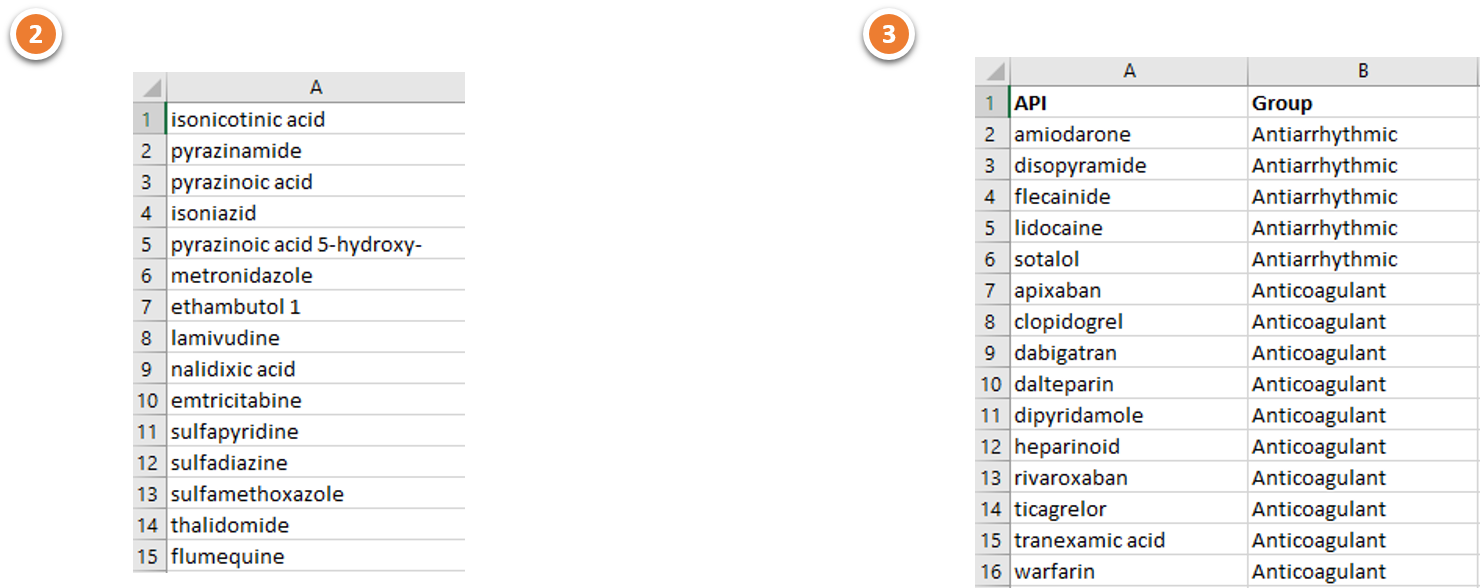 2
A
1 isonicotinic acid
2 pyrazinamide
3 pyrazinoic acid
4 isoniazid
5 pyrazinoic acid 5-hydroxy-
6 metronidazole
7 ethambutol 1
8 lamivudine
9 nalidixic acid
10 emtricitabine
11 sulfapyridine
12 sulfadiazine
13 sulfamethoxazole
14 thalidomide
15 flumequine
3
A B
1 API Group
2 amiodarone Antiarrhythmic
3 disopyramide Antiarrhythmic
4 flecainide Antiarrhythmic
5 lidocaine Antiarrhythmic
6 sotalol Antiarrhythmic
7 apixaban Anticoagulant
8 clopidogrel Anticoagulant
9 dabigatran Anticoagulant
10 dalteparin Anticoagulant
11 dipyridamole Anticoagulant
12 heparinoid Anticoagulant
13 rivaroxaban Anticoagulant
14 ticagrelor Anticoagulant
15 tranexamic acid Anticoagulant
16 warfarin Anticoagulant